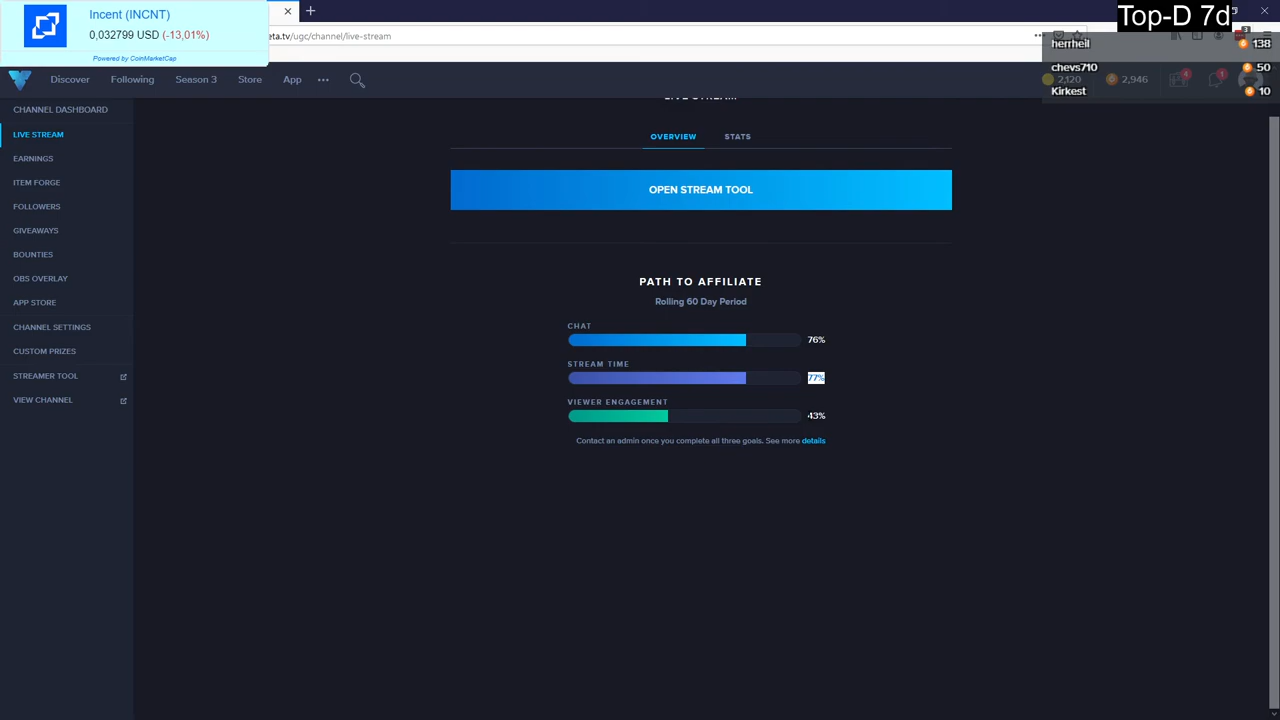 Incent (INCNT)
0,032799 USD (-13,01%)
Powered by CoinMarketCap
eta.tv/ugc/channel/live-stream
Top-D 7d
herrheil 138
chevs710 50
Kirkest 10
Discover Following Season 3 Store App
2,120 2,946 4 1
CHANNEL DASHBOARD
LIVE STREAM
EARNINGS
ITEM FORGE
FOLLOWERS
GIVEAWAYS
BOUNTIES
OBS OVERLAY
APP STORE
CHANNEL SETTINGS
CUSTOM PRIZES
STREAMER TOOL
VIEW CHANNEL
LIVE STREAM
OVERVIEW STATS
OPEN STREAM TOOL
PATH TO AFFILIATE
Rolling 60 Day Period
CHAT
76%
STREAM TIME
77%
VIEWER ENGAGEMENT
43%
Contact an admin once you complete all three goals. See more details